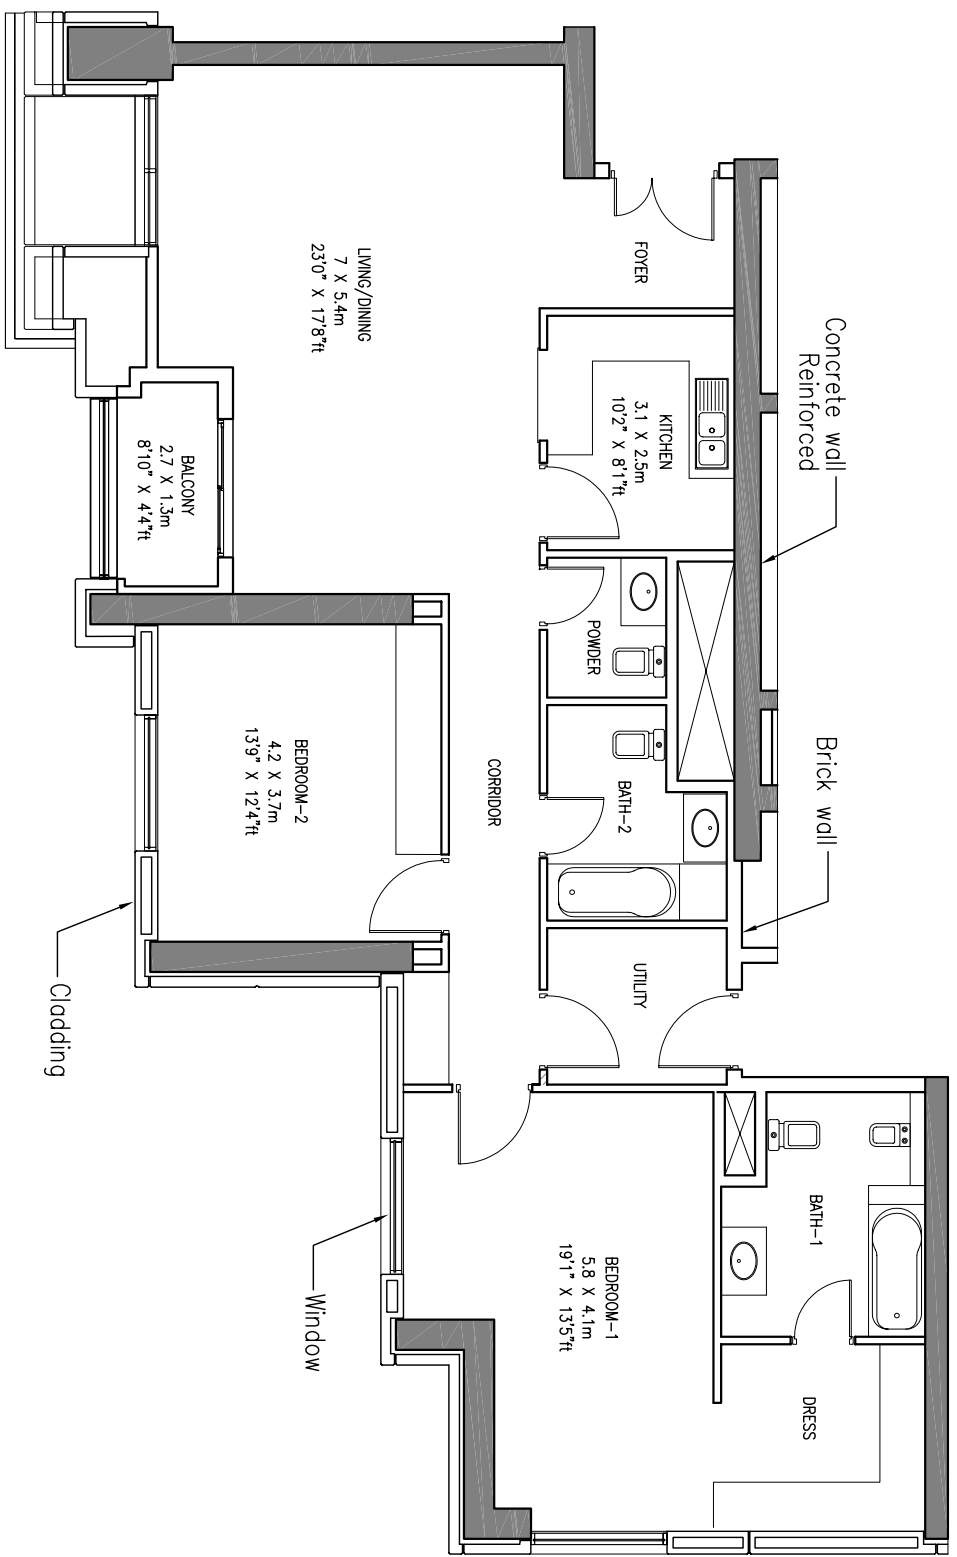 Concrete wall
Reinforced
Brick wall
FOYER
LIVING/DINING
7 X 5.4m
23'0" X 17'8"ft
KITCHEN
3.1 X 2.5m
10'2" X 8'1"ft
BALCONY
2.7 X 1.3m
8'10" X 4'4"ft
POWDER
BATH-2
CORRIDOR
BEDROOM-2
4.2 X 3.7m
13'9" X 12'4"ft
UTILITY
BATH-1
BEDROOM-1
5.8 X 4.1m
19'1" X 13'5"ft
DRESS
Cladding
Window